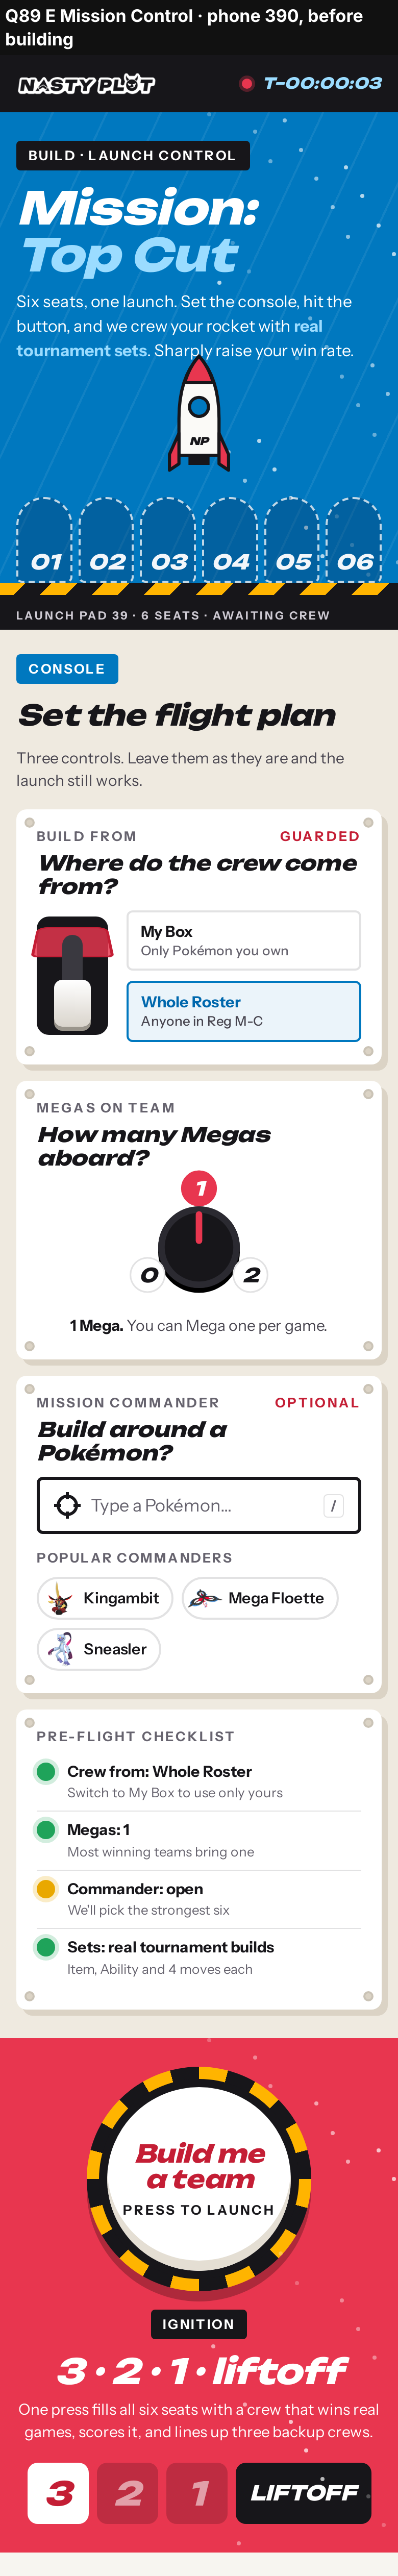 Q89 E Mission Control · phone 390, before
building
NASTY PLOT
T-00:00:03
BUILD · LAUNCH CONTROL
Mission:
Top Cut
Six seats, one launch. Set the console, hit the
button, and we crew your rocket with real
tournament sets. Sharply raise your win rate.
NP
01 02 03 04 05 06
LAUNCH PAD 39 · 6 SEATS · AWAITING CREW
CONSOLE
Set the flight plan
Three controls. Leave them as they are and the
launch still works.
BUILD FROM GUARDED
Where do the crew come
from?
My Box
Only Pokémon you own
Whole Roster
Anyone in Reg M-C
MEGAS ON TEAM
How many Megas
aboard?
1
0 2
1 Mega. You can Mega one per game.
MISSION COMMANDER OPTIONAL
Build around a
Pokémon?
Type a Pokémon... /
POPULAR COMMANDERS
Kingambit Mega Floette
Sneasler
PRE-FLIGHT CHECKLIST
Crew from: Whole Roster
Switch to My Box to use only yours
Megas: 1
Most winning teams bring one
Commander: open
We'll pick the strongest six
Sets: real tournament builds
Item, Ability and 4 moves each
Build me
a team
PRESS TO LAUNCH
IGNITION
3 · 2 · 1 · liftoff
One press fills all six seats with a crew that wins real
games, scores it, and lines up three backup crews.
3 2 1 LIFTOFF